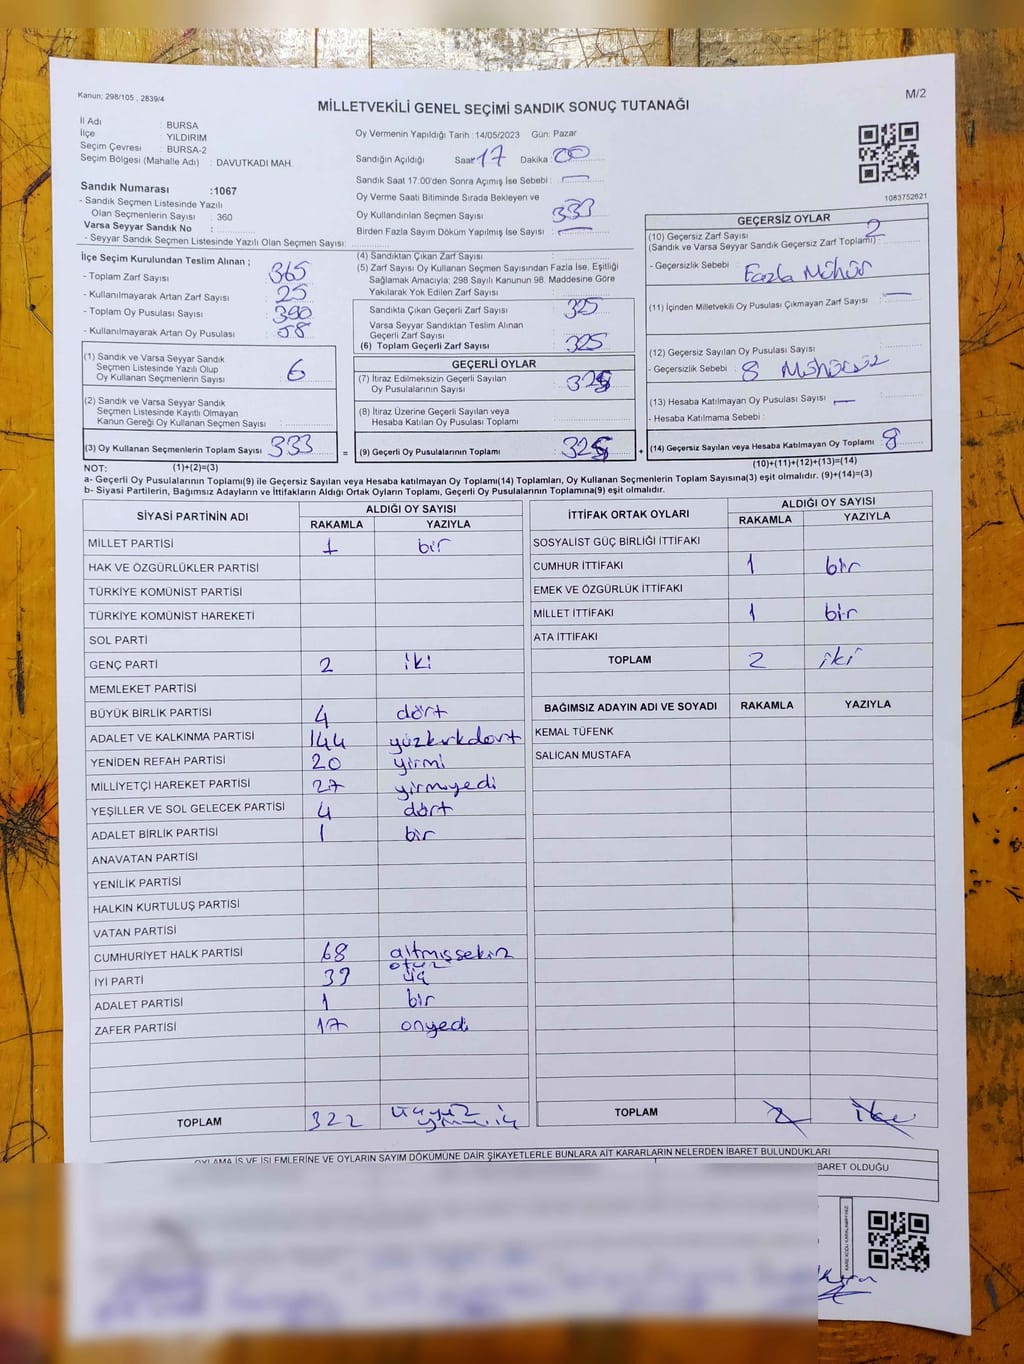 Kanun: 298/105 , 2839/4
M/2
MİLLETVEKİLİ GENEL SEÇİMİ SANDIK SONUÇ TUTANAĞI
İl Adı : BURSA
İlçe : YILDIRIM
Seçim Çevresi : BURSA-2
Seçim Bölgesi (Mahalle Adı) : DAVUTKADI MAH.
Sandık Numarası :1067
- Sandık Seçmen Listesinde Yazılı
Olan Seçmenlerin Sayısı : 360
Varsa Seyyar Sandık No :
- Seyyar Sandık Seçmen Listesinde Yazılı Olan Seçmen Sayısı:
Oy Vermenin Yapıldığı Tarih : 14/05/2023 Gün: Pazar
Sandığın Açıldığı Saat 17 Dakika: 00
Sandık Saat 17.00'den Sonra Açımış İse Sebebi : —
Oy Verme Saati Bitiminde Sırada Bekleyen ve
Oy Kullandırılan Seçmen Sayısı : 333
Birden Fazla Sayım Döküm Yapılmış İse Sayısı : —
1083752621
İlçe Seçim Kurulundan Teslim Alınan ;
- Toplam Zarf Sayısı : 365
- Kullanılmayarak Artan Zarf Sayısı : 25
- Toplam Oy Pusulası Sayısı : 390
- Kullanılmayarak Artan Oy Pusulası : 58
(4) Sandıktan Çıkan Zarf Sayısı :
(5) Zarf Sayısı Oy Kullanan Seçmen Sayısından Fazla İse, Eşitliği
Sağlamak Amacıyla; 298 Sayılı Kanunun 98. Maddesine Göre
Yakılarak Yok Edilen Zarf Sayısı :
Sandıkta Çıkan Geçerli Zarf Sayısı : 325
Varsa Seyyar Sandıktan Teslim Alınan
Geçerli Zarf Sayısı :
(6) Toplam Geçerli Zarf Sayısı : 325
GEÇERSİZ OYLAR
(10) Geçersiz Zarf Sayısı 2
(Sandık ve Varsa Seyyar Sandık Geçersiz Zarf Toplamı) :
- Geçersizlik Sebebi : Fazla Mühür
(11) İçinden Milletvekili Oy Pusulası Çıkmayan Zarf Sayısı : —
(12) Geçersiz Sayılan Oy Pusulası Sayısı :
- Geçersizlik Sebebi : 8 Mühürsüz
(13) Hesaba Katılmayan Oy Pusulası Sayısı : —
- Hesaba Katılmama Sebebi :
(14) Geçersiz Sayılan veya Hesaba Katılmayan Oy Toplamı : 8
(10)+(11)+(12)+(13)=(14)
(1) Sandık ve Varsa Seyyar Sandık
Seçmen Listesinde Yazılı Olup
Oy Kullanan Seçmenlerin Sayısı : 6
(2) Sandık ve Varsa Seyyar Sandık
Seçmen Listesinde Kayıtlı Olmayan
Kanun Gereği Oy Kullanan Seçmen Sayısı :
(3) Oy Kullanan Seçmenlerin Toplam Sayısı : 333
=
GEÇERLİ OYLAR
(7) İtiraz Edilmeksizin Geçerli Sayılan
Oy Pusulalarının Sayısı : 325
(8) İtiraz Üzerine Geçerli Sayılan veya
Hesaba Katılan Oy Pusulası Toplamı :
(9) Geçerli Oy Pusulalarının Toplamı : 325
+
NOT: (1)+(2)=(3)
a- Geçerli Oy Pusulalarının Toplamı(9) ile Geçersiz Sayılan veya Hesaba katılmayan Oy Toplamı(14) Toplamları, Oy Kullanan Seçmenlerin Toplam Sayısına(3) eşit olmalıdır. (9)+(14)=(3)
b- Siyasi Partilerin, Bağımsız Adayların ve İttifakların Aldığı Ortak Oyların Toplamı, Geçerli Oy Pusulalarının Toplamına(9) eşit olmalıdır.
SİYASİ PARTİNİN ADI ALDIĞI OY SAYISI
RAKAMLA YAZIYLA
MİLLET PARTİSİ 1 bir
HAK VE ÖZGÜRLÜKLER PARTİSİ
TÜRKİYE KOMÜNİST PARTİSİ
TÜRKİYE KOMÜNİST HAREKETİ
SOL PARTİ
GENÇ PARTİ 2 iki
MEMLEKET PARTİSİ
BÜYÜK BİRLİK PARTİSİ 4 dört
ADALET VE KALKINMA PARTİSİ 144 yüzkırkdört
YENİDEN REFAH PARTİSİ 20 yirmi
MİLLİYETÇİ HAREKET PARTİSİ 27 yirmiyedi
YEŞİLLER VE SOL GELECEK PARTİSİ 4 dört
ADALET BİRLİK PARTİSİ 1 bir
ANAVATAN PARTİSİ
YENİLİK PARTİSİ
HALKIN KURTULUŞ PARTİSİ
VATAN PARTİSİ
CUMHURİYET HALK PARTİSİ 68 altmışsekiz
İYİ PARTİ 33 otuz üç
ADALET PARTİSİ 1 bir
ZAFER PARTİSİ 17 onyedi
TOPLAM 322
İTTİFAK ORTAK OYLARI ALDIĞI OY SAYISI
RAKAMLA YAZIYLA
SOSYALİST GÜÇ BİRLİĞİ İTTİFAKI
CUMHUR İTTİFAKI 1 bir
EMEK VE ÖZGÜRLÜK İTTİFAKI
MİLLET İTTİFAKI 1 bir
ATA İTTİFAKI
TOPLAM 2 iki
BAĞIMSIZ ADAYIN ADI VE SOYADI RAKAMLA YAZIYLA
KEMAL TÜFENK
SALİCAN MUSTAFA
TOPLAM 2
OYLAMA İŞ VE İŞLEMLERİNE VE OYLARIN SAYIM DÖKÜMÜNE DAİR ŞİKAYETLERLE BUNLARA AİT KARARLARIN NELERDEN İBARET BULUNDUKLARI
BARET OLDUĞU